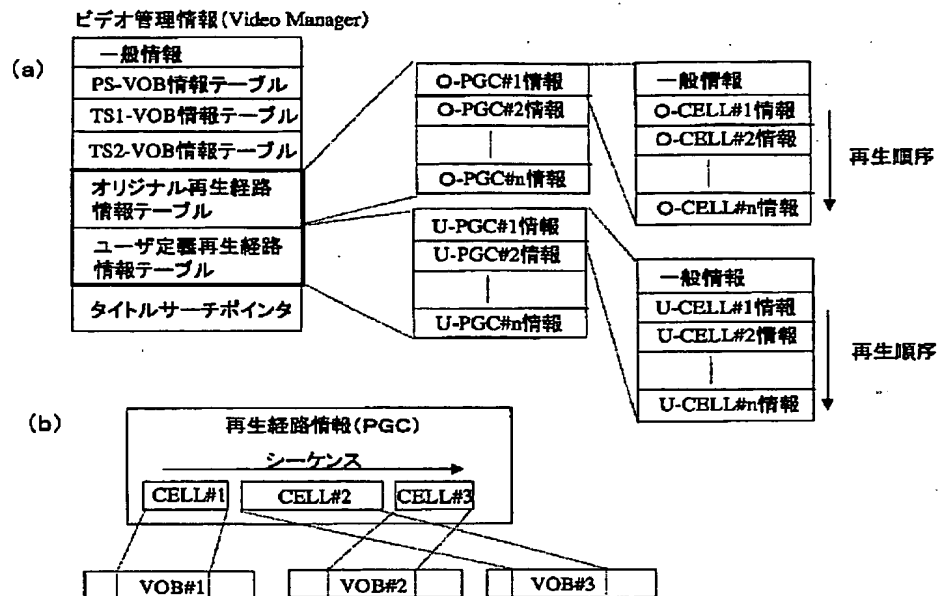 ビデオ管理情報(Video Manager)
(a)
一般情報
PS-VOB情報テーブル
TS1-VOB情報テーブル
TS2-VOB情報テーブル
オリジナル再生経路
情報テーブル
ユーザ定義再生経路
情報テーブル
タイトルサーチポインタ
O-PGC#1情報
O-PGC#2情報
O-PGC#n情報
一般情報
O-CELL#1情報
O-CELL#2情報
O-CELL#n情報
再生順序
U-PGC#1情報
U-PGC#2情報
U-PGC#n情報
一般情報
U-CELL#1情報
U-CELL#2情報
U-CELL#n情報
再生順序
(b)
再生経路情報(PGC)
シーケンス
CELL#1
CELL#2
CELL#3
VOB#1
VOB#2
VOB#3